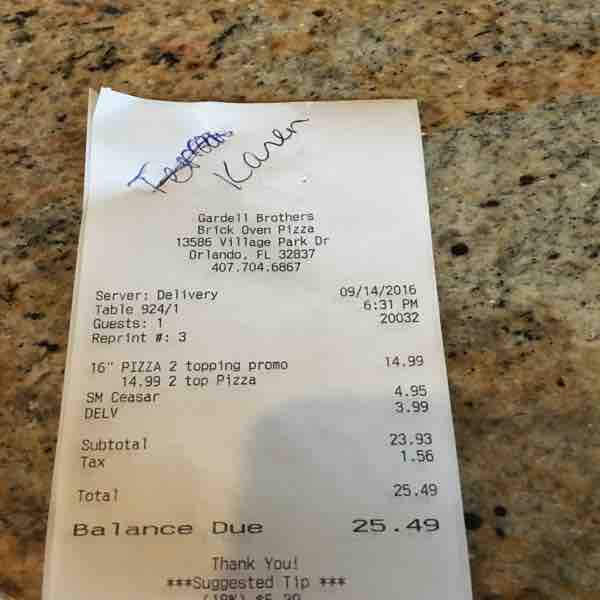 Karen
Gardell Brothers
Brick Oven Pizza
13586 Village Park Dr
Orlando, FL 32837
407.704.6867
Server: Delivery 09/14/2016
Table 924/1 6:31 PM
Guests: 1 20032
Reprint #: 3
16" PIZZA 2 topping promo 14.99
14.99 2 top Pizza
SM Ceasar 4.95
DELV 3.99
Subtotal 23.93
Tax 1.56
Total 25.49
Balance Due 25.49
Thank You!
***Suggested Tip ***